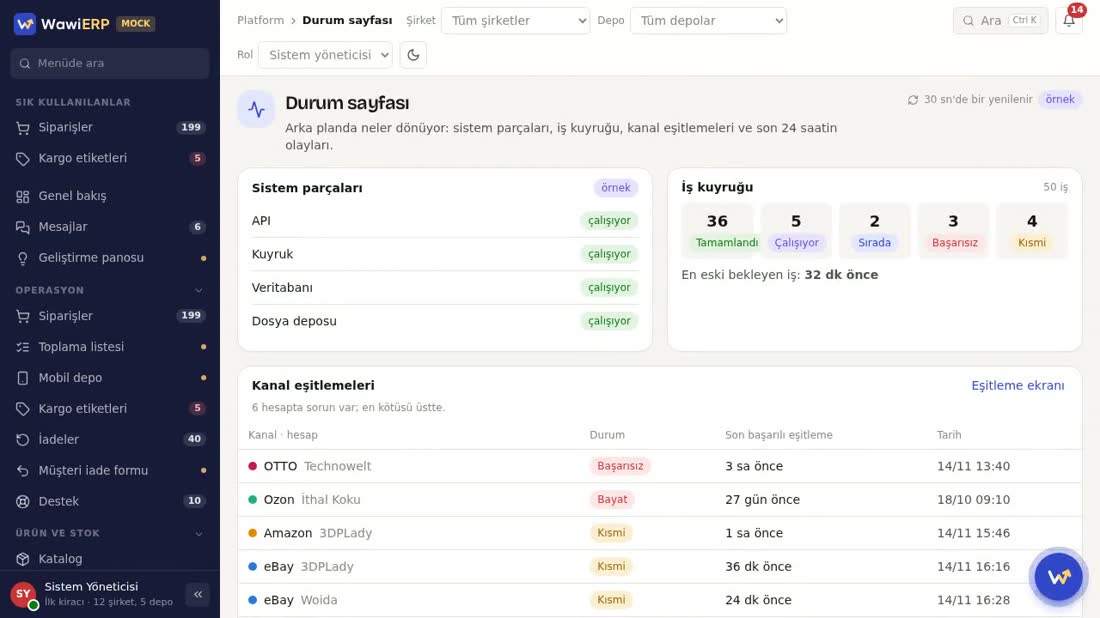 WawiERP MOCK
Menüde ara
SIK KULLANILANLAR
Siparişler 199
Kargo etiketleri 5
Genel bakış
Mesajlar 6
Geliştirme panosu
OPERASYON
Siparişler 199
Toplama listesi
Mobil depo
Kargo etiketleri 5
İadeler 40
Müşteri iade formu
Destek 10
ÜRÜN VE STOK
Katalog
SY Sistem Yöneticisi
İlk kiracı · 12 şirket, 5 depo
Platform › Durum sayfası Şirket Tüm şirketler Depo Tüm depolar Ara Ctrl K 14
Rol Sistem yöneticisi
Durum sayfası
30 sn'de bir yenilenir örnek
Arka planda neler dönüyor: sistem parçaları, iş kuyruğu, kanal eşitlemeleri ve son 24 saatin
olayları.
Sistem parçaları örnek
API çalışıyor
Kuyruk çalışıyor
Veritabanı çalışıyor
Dosya deposu çalışıyor
İş kuyruğu 50 iş
36 5 2 3 4
Tamamlandı Çalışıyor Sırada Başarısız Kısmi
En eski bekleyen iş: 32 dk önce
Kanal eşitlemeleri Eşitleme ekranı
6 hesapta sorun var; en kötüsü üstte.
Kanal · hesap Durum Son başarılı eşitleme Tarih
OTTO Technowelt Başarısız 3 sa önce 14/11 13:40
Ozon İthal Koku Bayat 27 gün önce 18/10 09:10
Amazon 3DPLady Kısmi 1 sa önce 14/11 15:46
eBay 3DPLady Kısmi 36 dk önce 14/11 16:16
eBay Woida Kısmi 24 dk önce 14/11 16:28